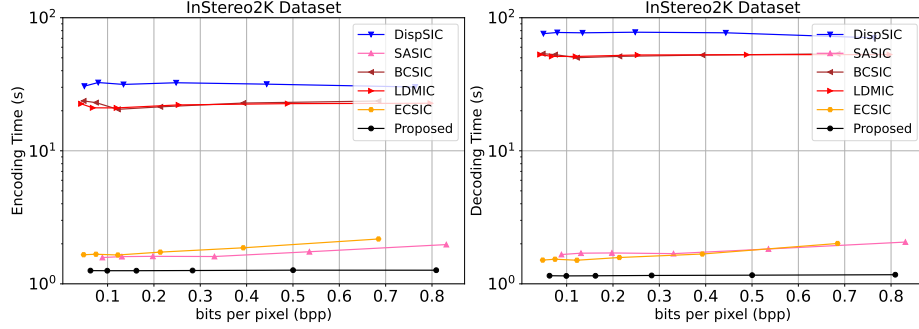 InStereo2K Dataset
10²
10¹
10⁰
Encoding Time (s)
0.1 0.2 0.3 0.4 0.5 0.6 0.7 0.8
bits per pixel (bpp)
DispSIC
SASIC
BCSIC
LDMIC
ECSIC
Proposed
InStereo2K Dataset
10²
10¹
10⁰
Decoding Time (s)
0.1 0.2 0.3 0.4 0.5 0.6 0.7 0.8
bits per pixel (bpp)
DispSIC
SASIC
BCSIC
LDMIC
ECSIC
Proposed